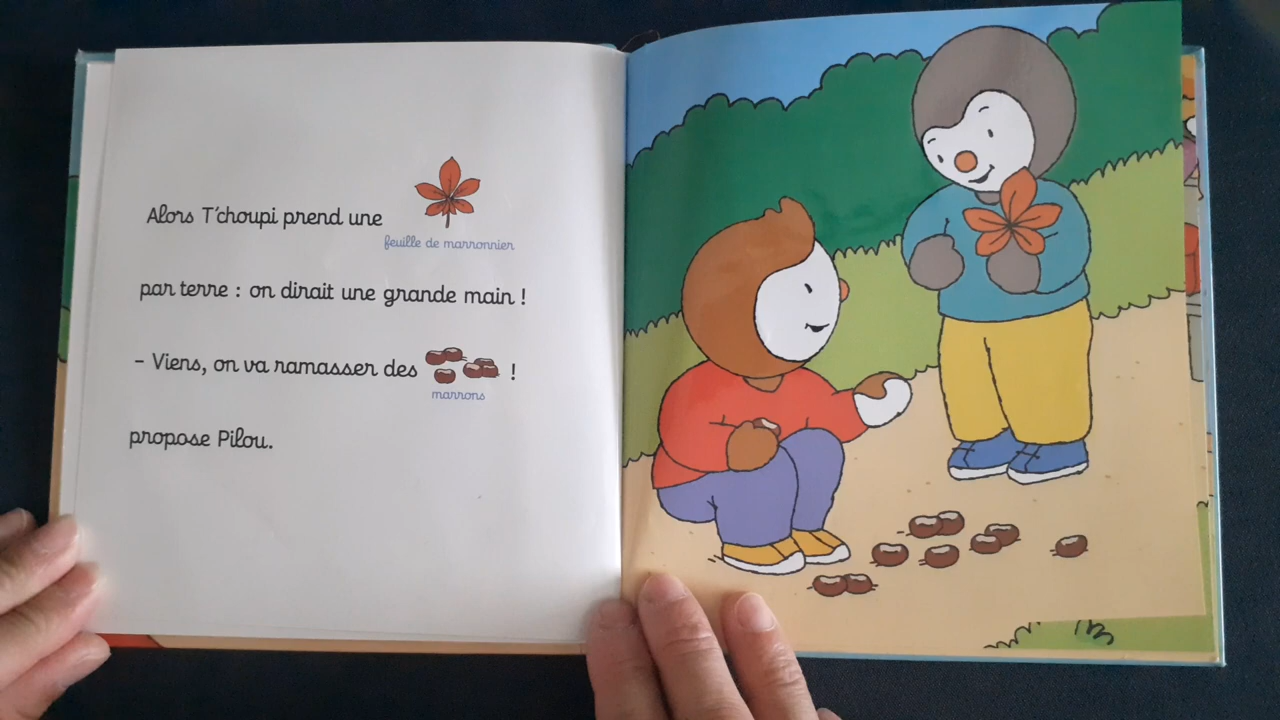 Alors T'choupi prend une
feuille de marronnier
par terre : on dirait une grande main !
– Viens, on va ramasser des !
marrons
propose Pilou.